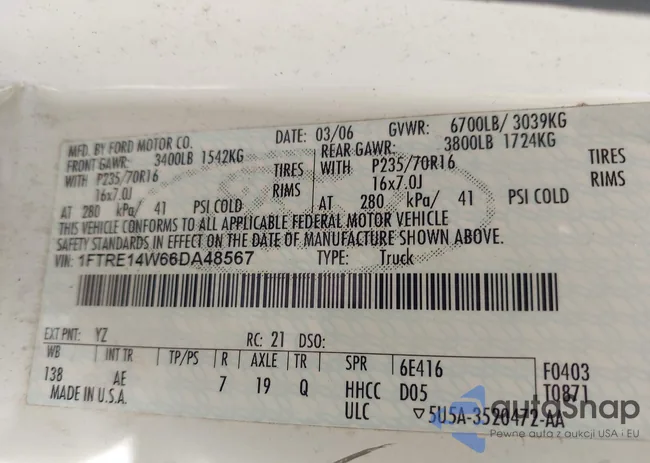 MFD. BY FORD MOTOR CO. DATE: 03/06 GVWR: 6700LB/ 3039KG
FRONT GAWR: 3400LB 1542KG REAR GAWR: 3800LB 1724KG
WITH P235/70R16 TIRES WITH P235/70R16 TIRES
16x7.0J RIMS 16x7.0J RIMS
AT 280 kPa/ 41 PSI COLD AT 280 kPa/ 41 PSI COLD
THIS VEHICLE CONFORMS TO ALL APPLICABLE FEDERAL MOTOR VEHICLE
SAFETY STANDARDS IN EFFECT ON THE DATE OF MANUFACTURE SHOWN ABOVE.
VIN: 1FTRE14W66DA48567 TYPE: Truck
EXT PNT: YZ RC: 21 DSO:
WB INT TR TP/PS R AXLE TR SPR 6E416 F0403
138 AE 7 19 Q HHCC D05 T0871
MADE IN U.S.A. ULC ▽5U5A-3520472-AA
autoSnap
Pewne auta z aukcji USA i EU